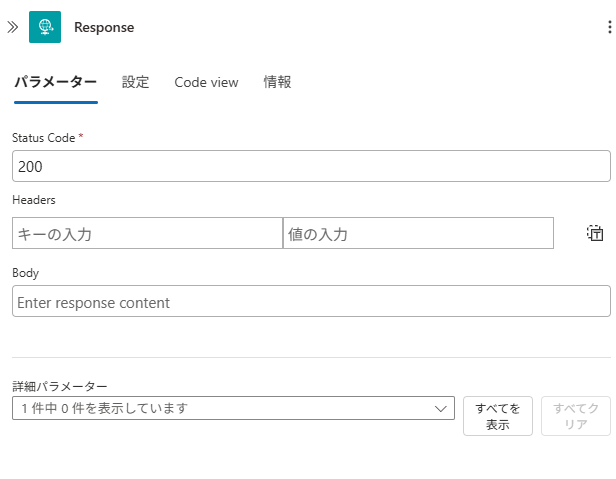 Response
パラメーター 設定 Code view 情報
Status Code *
200
Headers
キーの入力 値の入力
Body
Enter response content
詳細パラメーター
1 件中 0 件を表示しています
すべてを
表示
すべてク
リア